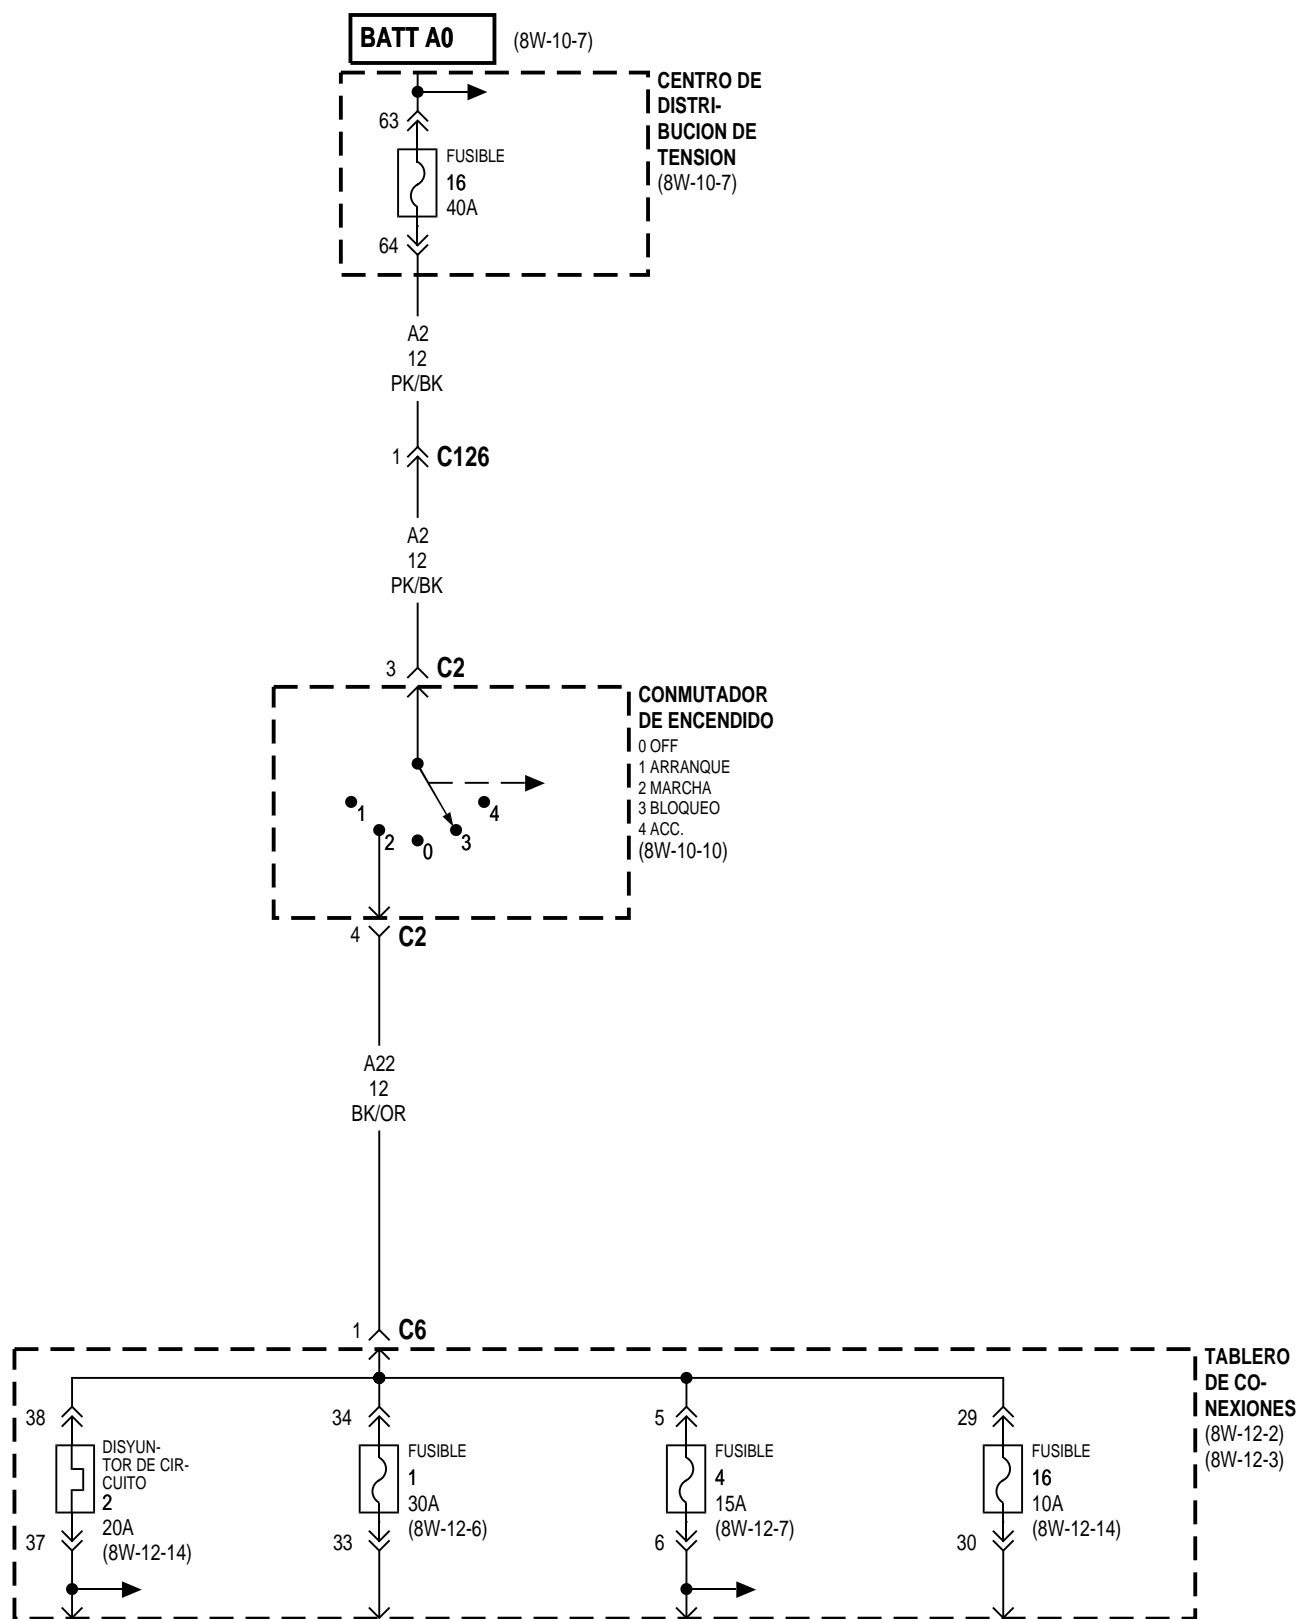 BATT A0
(8W-10-7)
CENTRO DE
DISTRI-
BUCION DE
TENSION
(8W-10-7)
63
FUSIBLE
16
40A
64
A2
12
PK/BK
1
C126
A2
12
PK/BK
3
C2
CONMUTADOR
DE ENCENDIDO
0 OFF
1 ARRANQUE
2 MARCHA
3 BLOQUEO
4 ACC.
(8W-10-10)
1
2
0
3
4
4
C2
A22
12
BK/OR
1
C6
TABLERO
DE CO-
NEXIONES
(8W-12-2)
(8W-12-3)
38
DISYUN-
TOR DE CIR-
CUITO
2
20A
(8W-12-14)
37
34
FUSIBLE
1
30A
(8W-12-6)
33
5
FUSIBLE
4
15A
(8W-12-7)
6
29
FUSIBLE
16
10A
(8W-12-14)
30